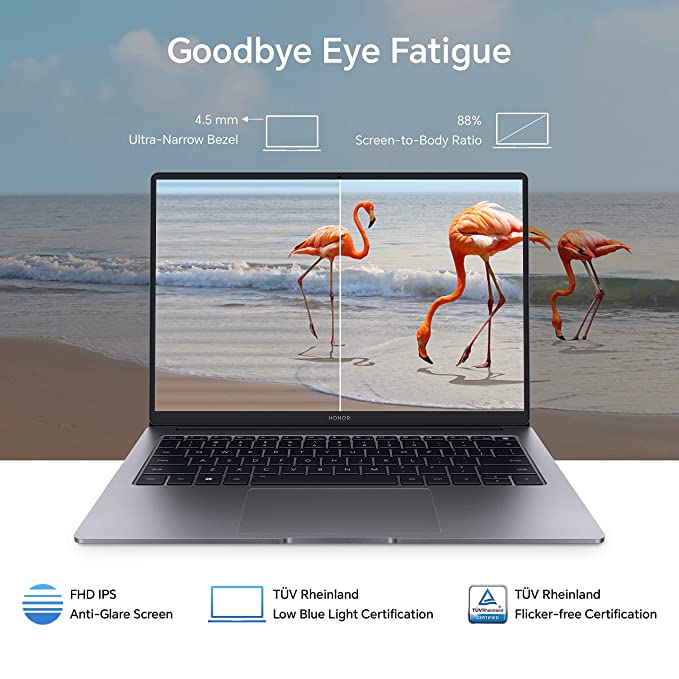 Goodbye Eye Fatigue
4.5 mm
Ultra-Narrow Bezel
88%
Screen-to-Body Ratio
HONOR
FHD IPS
Anti-Glare Screen
TÜV Rheinland
Low Blue Light Certification
TÜVRheinland
CERTIFIED
TÜV Rheinland
Flicker-free Certification